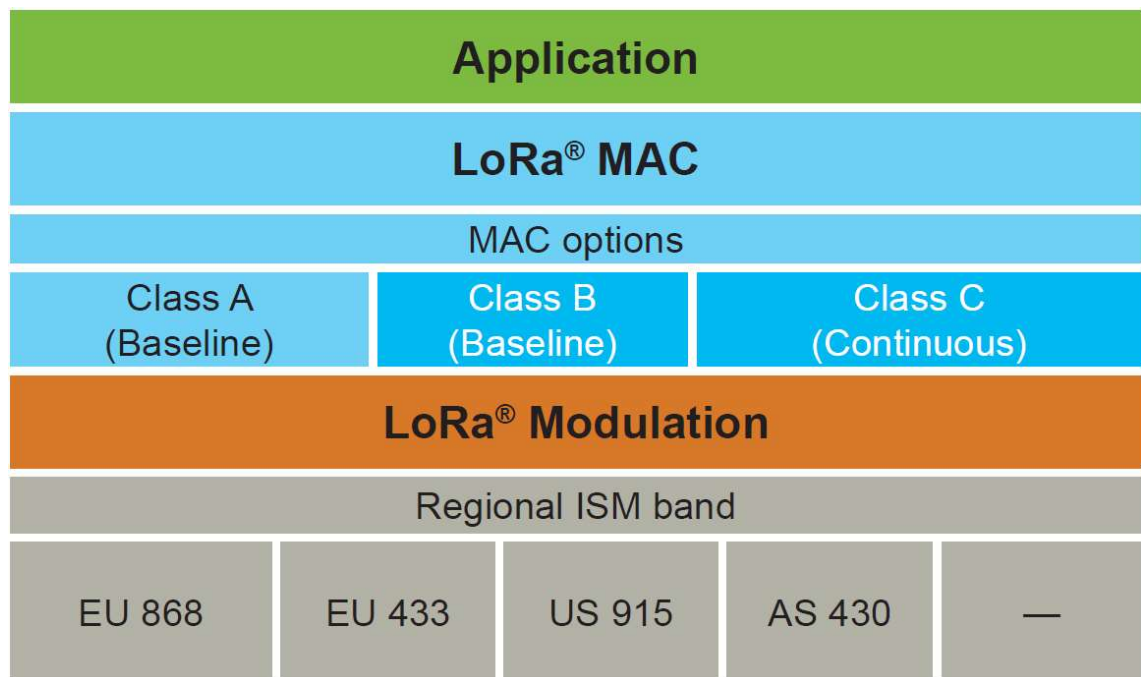 Application
LoRa® MAC
MAC options
Class A
(Baseline)
Class B
(Baseline)
Class C
(Continuous)
LoRa® Modulation
Regional ISM band
EU 868
EU 433
US 915
AS 430
—